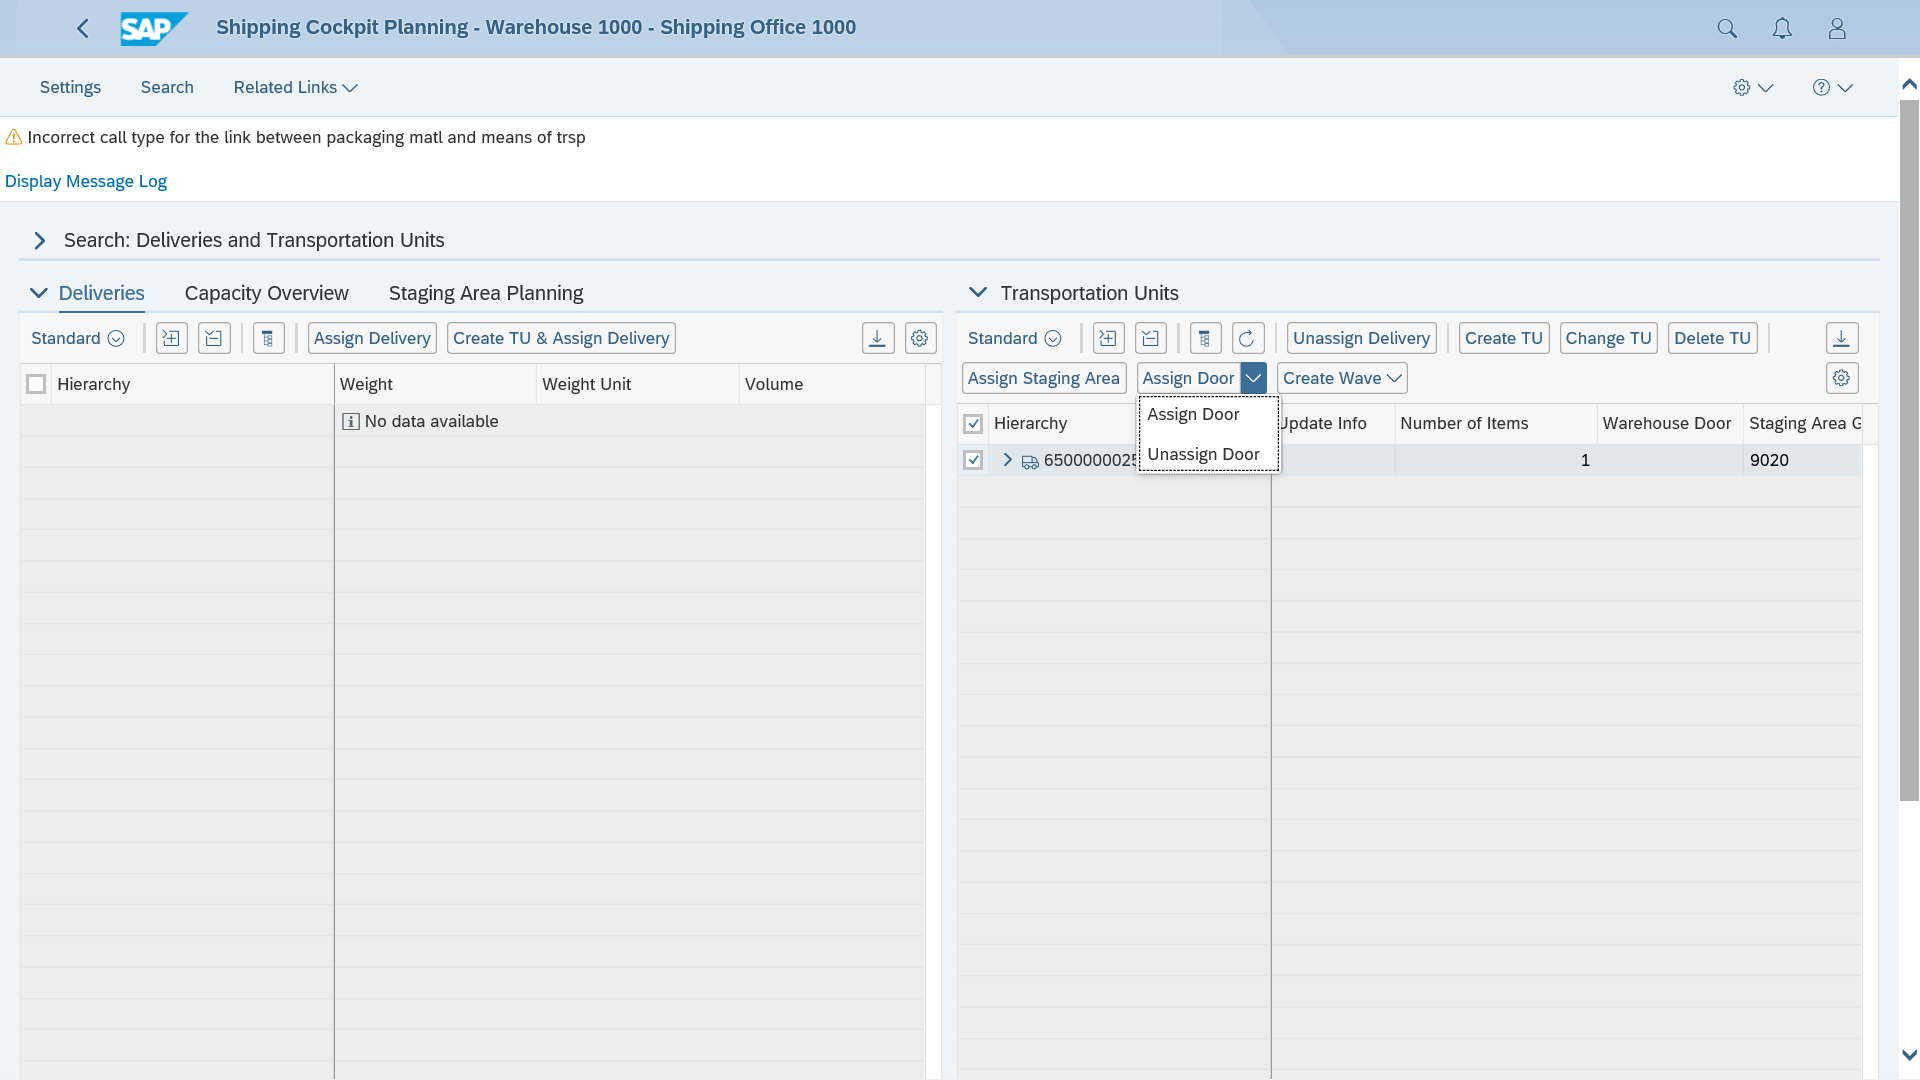 SAP Shipping Cockpit Planning - Warehouse 1000 - Shipping Office 1000
Settings Search Related Links
Incorrect call type for the link between packaging matl and means of trsp
Display Message Log
Search: Deliveries and Transportation Units
Deliveries Capacity Overview Staging Area Planning
Standard Assign Delivery Create TU & Assign Delivery
Hierarchy Weight Weight Unit Volume
No data available
Transportation Units
Standard Unassign Delivery Create TU Change TU Delete TU
Assign Staging Area Assign Door Create Wave
Assign Door
Unassign Door
Hierarchy Update Info Number of Items Warehouse Door Staging Area G
6500000025 1 9020